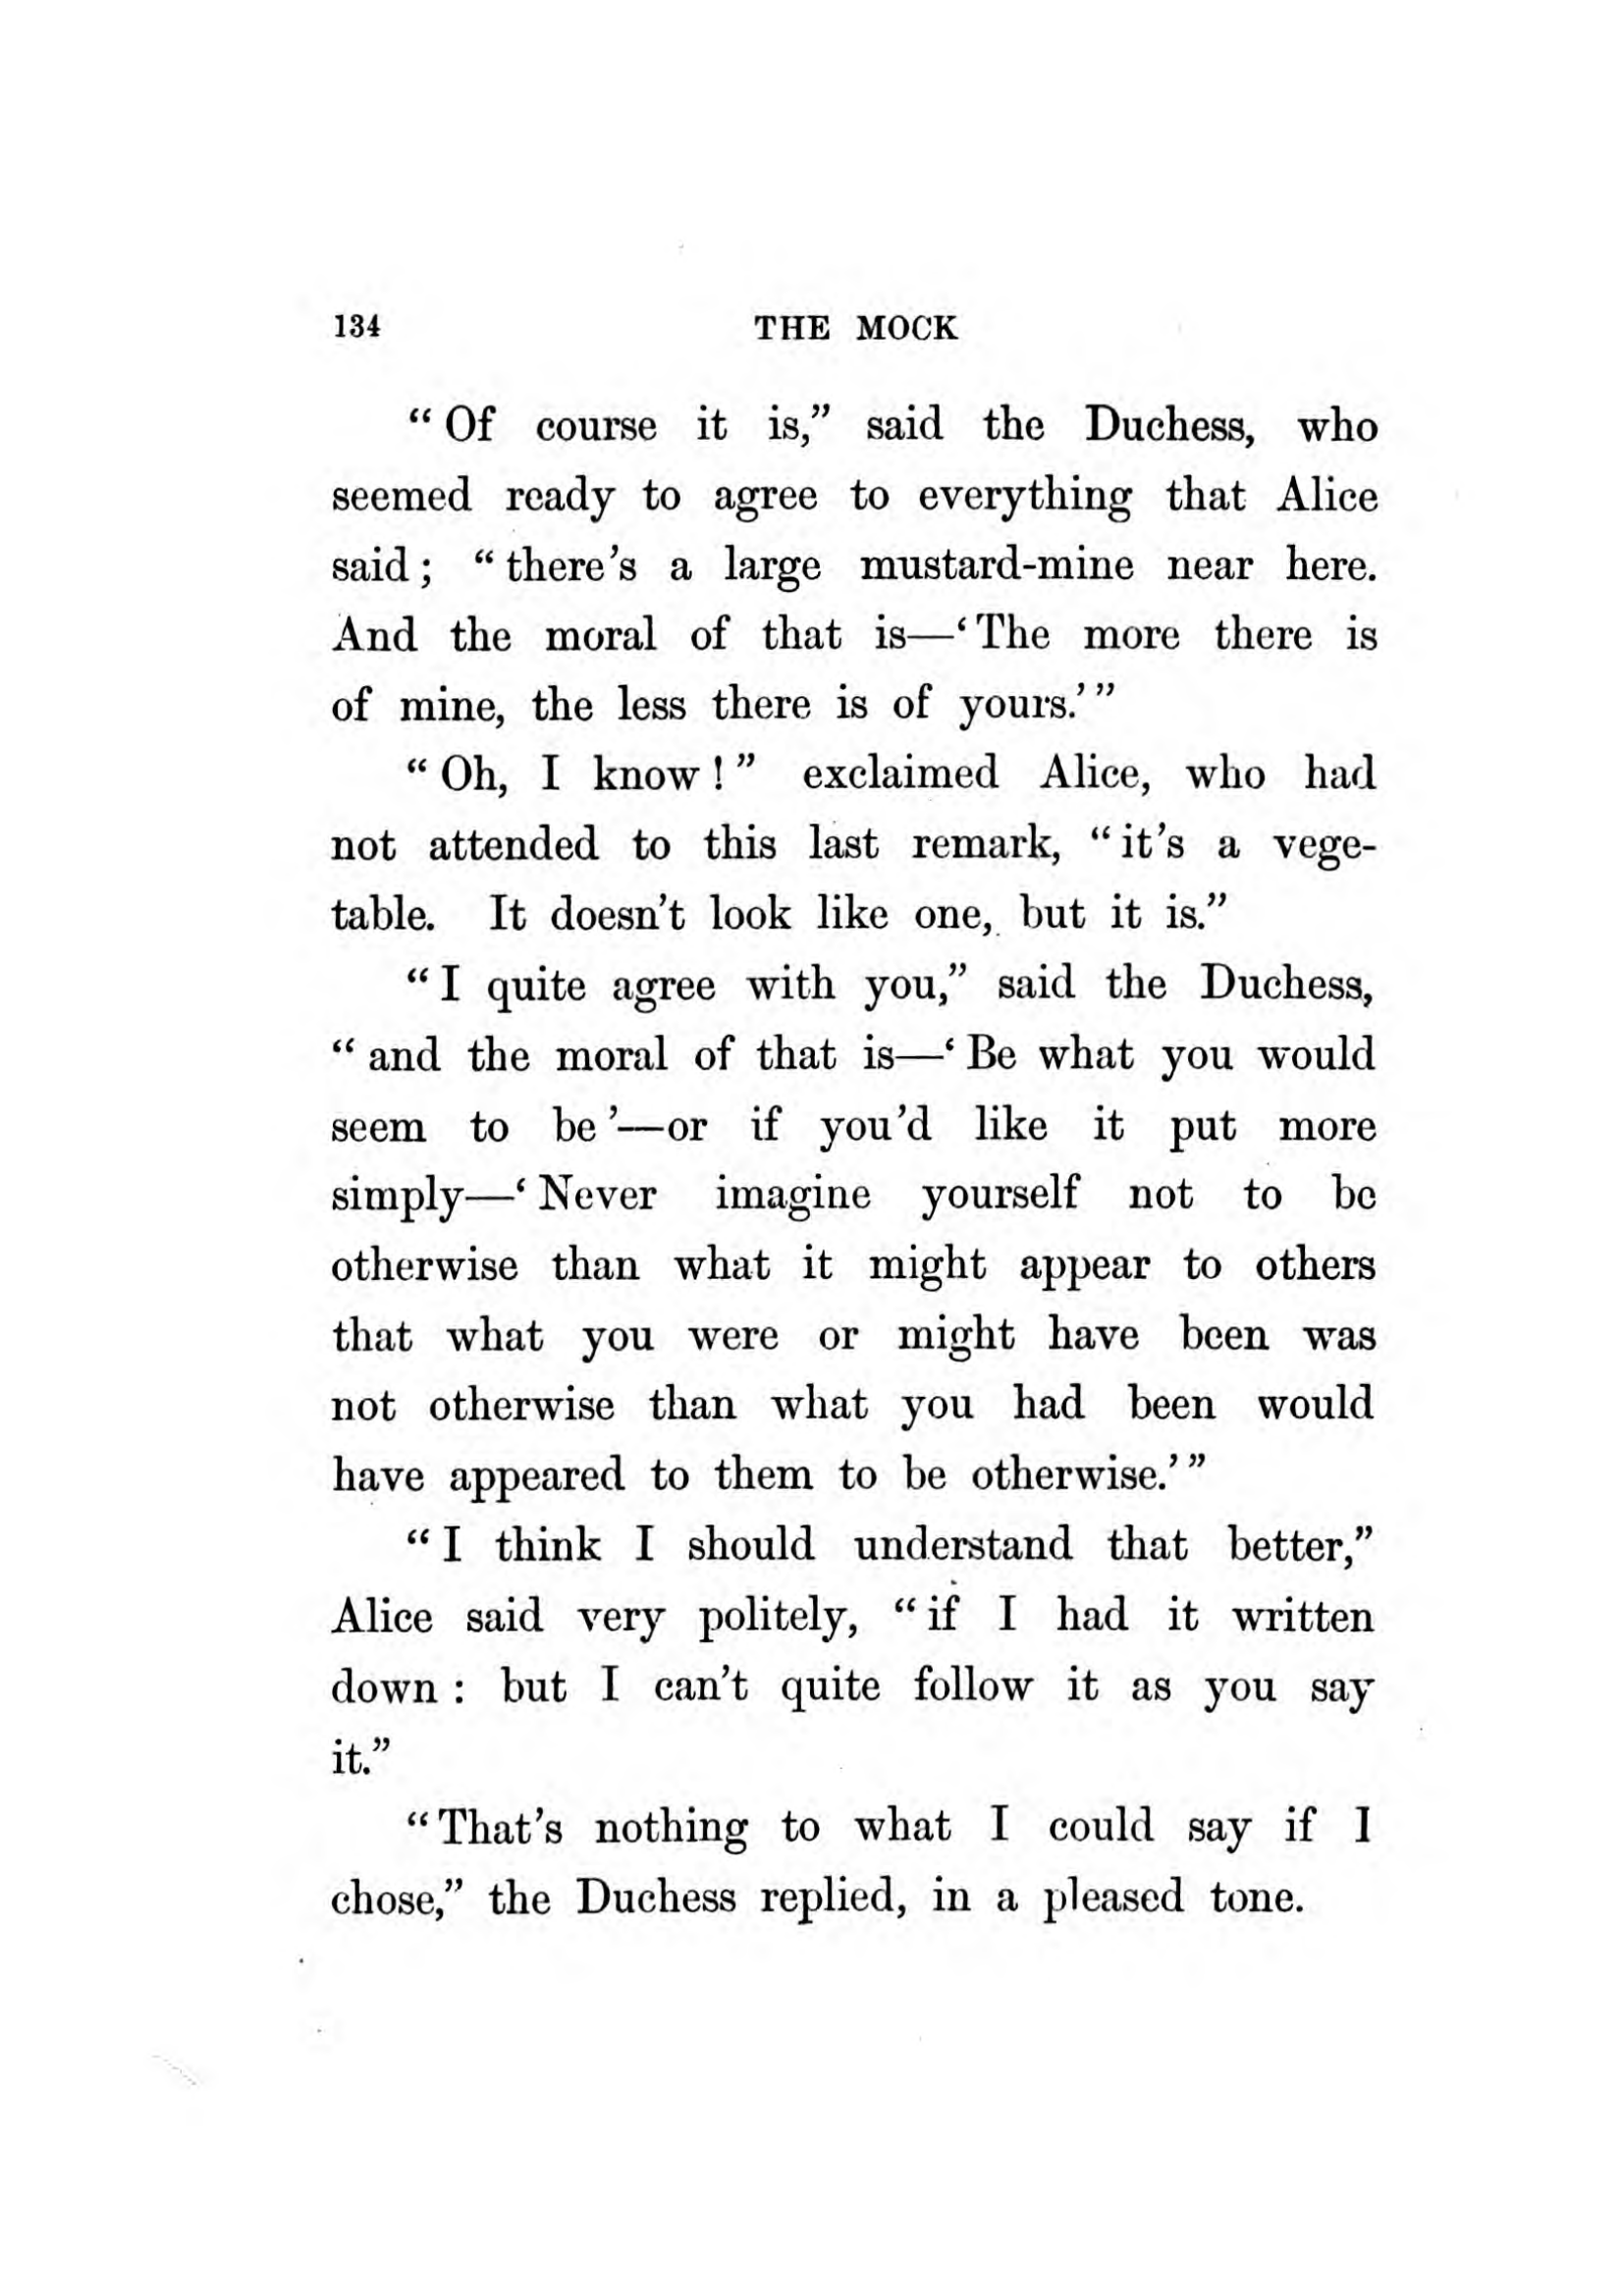 134 THE MOCK
“Of course it is,” said the Duchess, who
seemed ready to agree to everything that Alice
said; “there’s a large mustard-mine near here.
And the moral of that is—‘The more there is
of mine, the less there is of yours.’”
“Oh, I know!” exclaimed Alice, who had
not attended to this last remark, “it’s a vege-
table. It doesn’t look like one, but it is.”
“I quite agree with you,” said the Duchess,
“and the moral of that is—‘Be what you would
seem to be’—or if you’d like it put more
simply—‘Never imagine yourself not to be
otherwise than what it might appear to others
that what you were or might have been was
not otherwise than what you had been would
have appeared to them to be otherwise.’”
“I think I should understand that better,”
Alice said very politely, “if I had it written
down: but I can’t quite follow it as you say
it.”
“That’s nothing to what I could say if I
chose,” the Duchess replied, in a pleased tone.